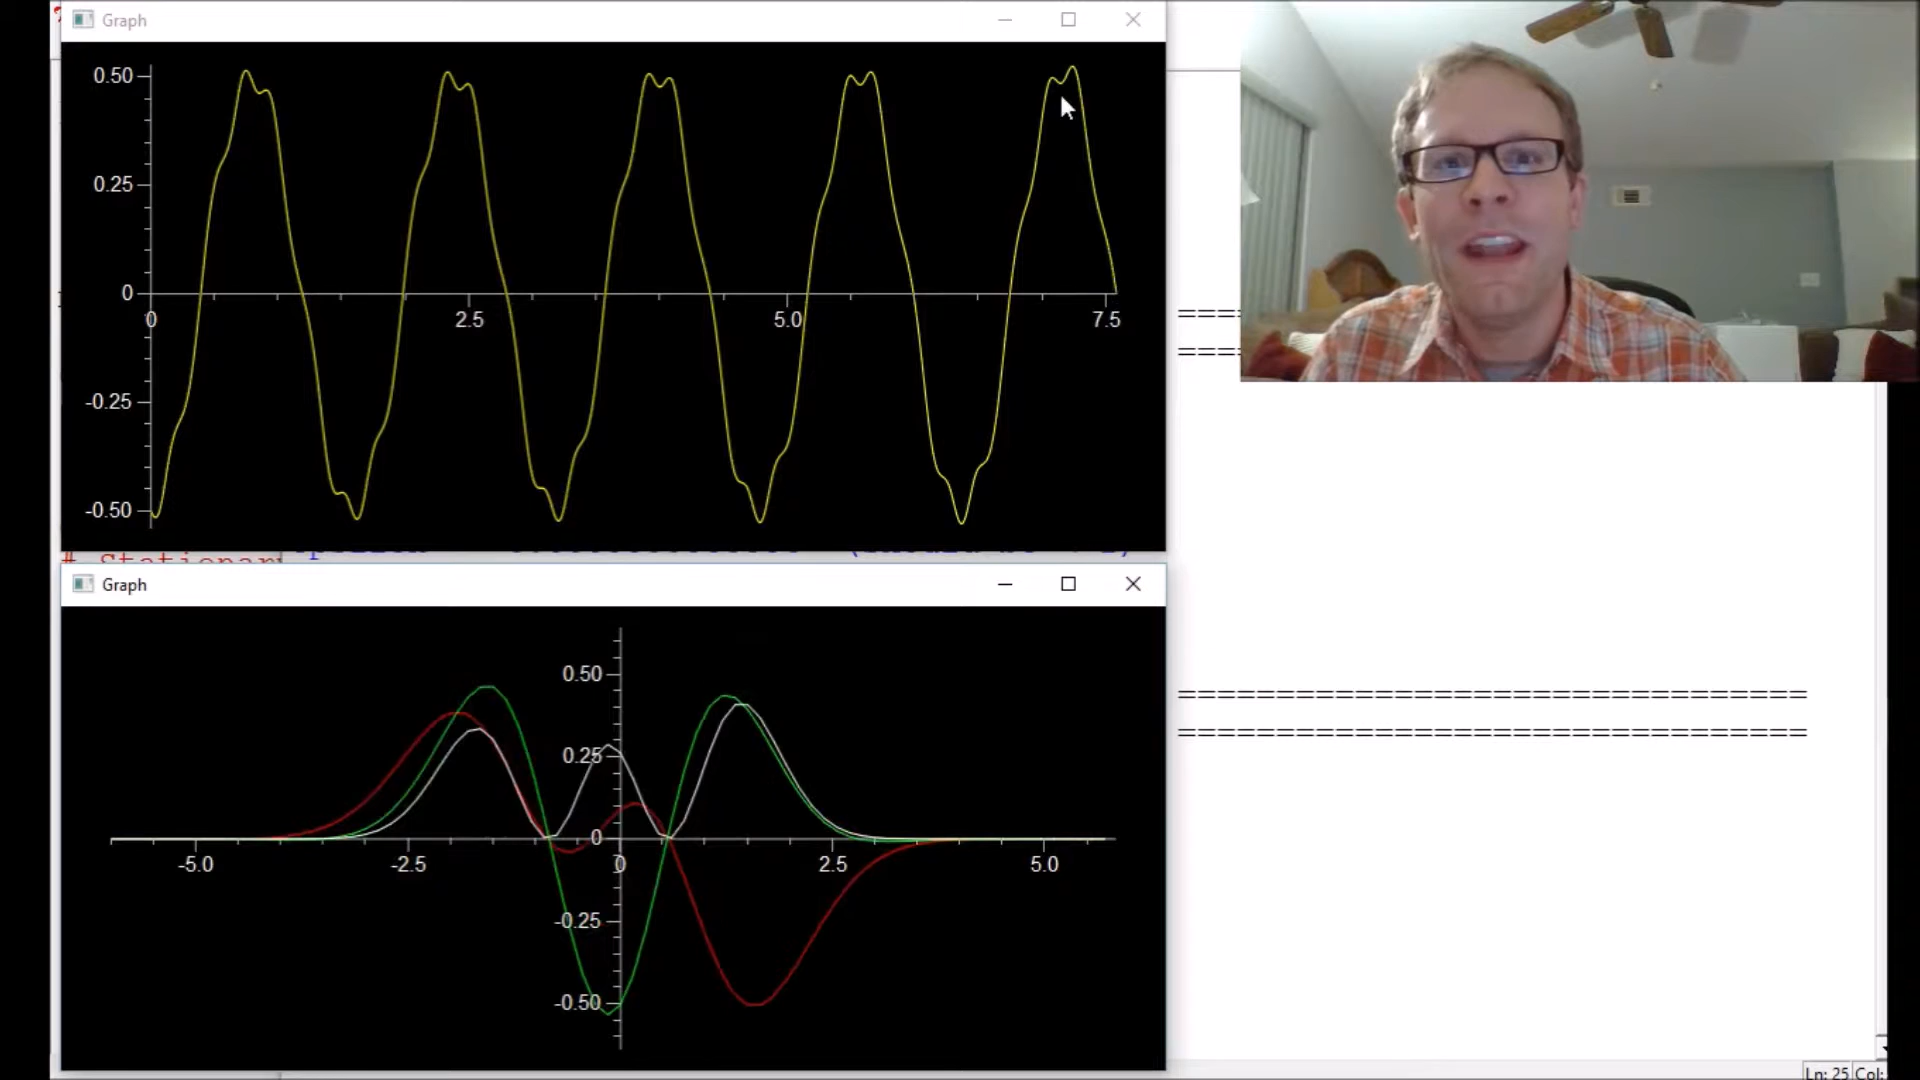 Graph
0.50
0.25
0
-0.25
-0.50
0 2.5 5.0 7.5
====
====
# Stationary
Graph
0.50
0.25
0
-0.25
-0.50
-5.0 -2.5 0 2.5 5.0
======================================
======================================
Ln: 25 Col: